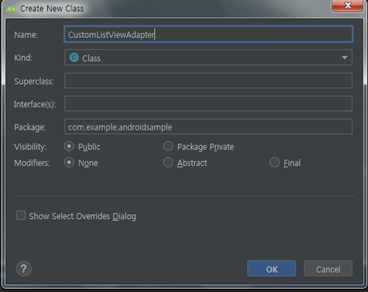 Create New Class
Name: CustomListViewAdapter
Kind: C Class
Superclass:
Interface(s):
Package: com.example.androidsample
Visibility: Public Package Private
Modifiers: None Abstract Final
Show Select Overrides Dialog
? OK Cancel